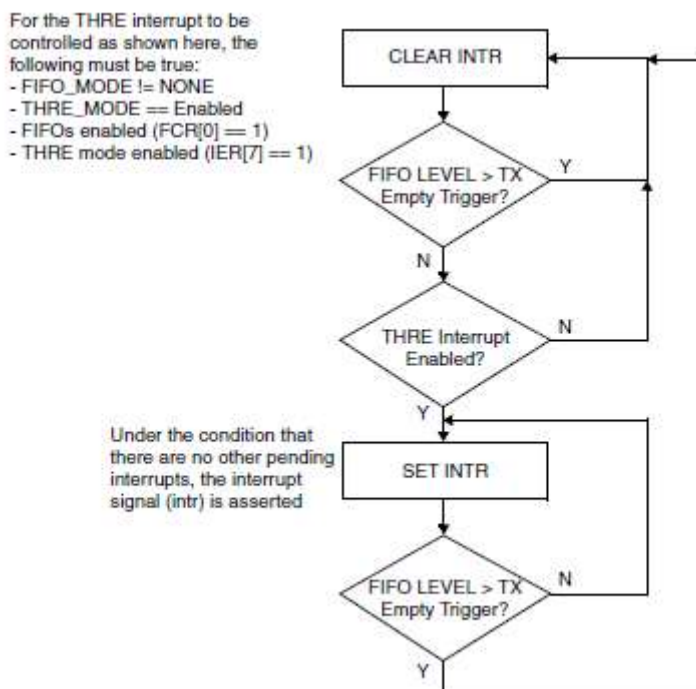 For the THRE interrupt to be
controlled as shown here, the
following must be true:
- FIFO_MODE != NONE
- THRE_MODE == Enabled
- FIFOs enabled (FCR[0] == 1)
- THRE mode enabled (IER[7] == 1)
CLEAR INTR
FIFO LEVEL > TX
Empty Trigger?
Y
N
THRE Interrupt
Enabled?
N
Y
Under the condition that
there are no other pending
interrupts, the interrupt
signal (intr) is asserted
SET INTR
FIFO LEVEL > TX
Empty Trigger?
N
Y